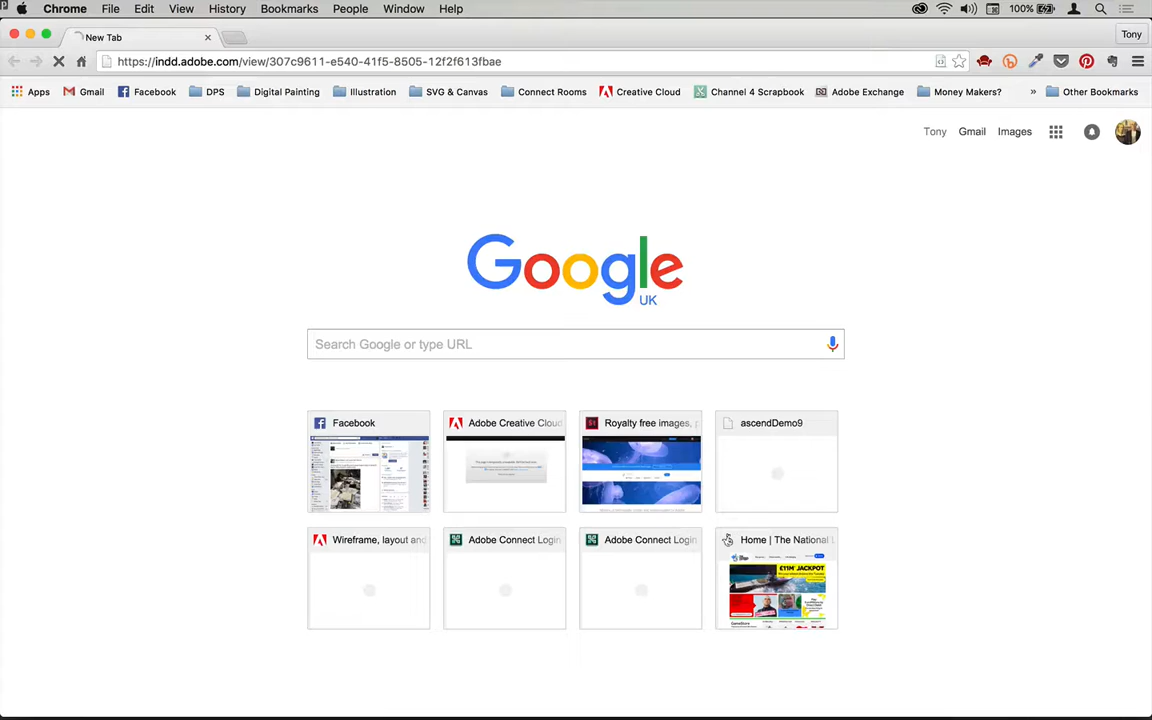 Chrome File Edit View History Bookmarks People Window Help 100%
New Tab Tony
https://indd.adobe.com/view/307c9611-e540-41f5-8505-12f2f613fbae
Apps Gmail Facebook DPS Digital Painting Illustration SVG & Canvas Connect Rooms Creative Cloud Channel 4 Scrapbook Adobe Exchange Money Makers? » Other Bookmarks
Tony Gmail Images
Google
UK
Search Google or type URL
Facebook Adobe Creative Cloud Royalty free images, ascendDemo9
Wireframe, layout and Adobe Connect Login Adobe Connect Login Home | The National
£11M* JACKPOT